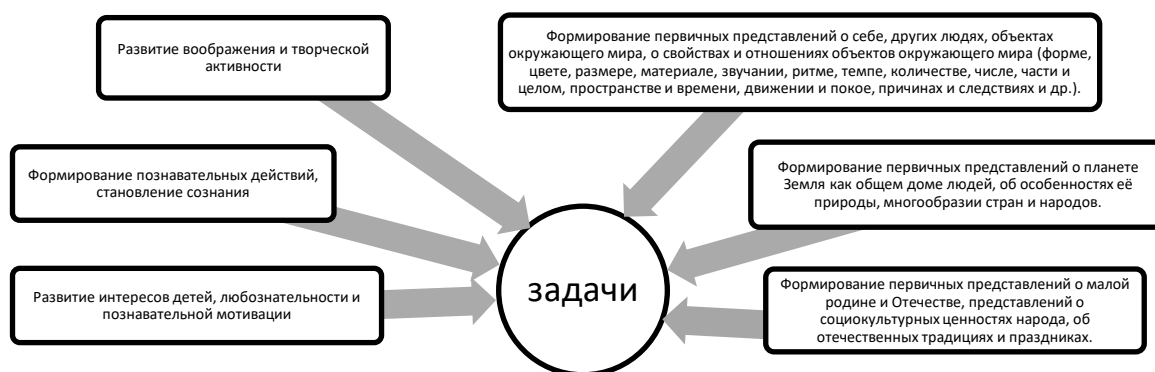 Развитие воображения и творческой
активности
Формирование первичных представлений о себе, других людях, объектах
окружающего мира, о свойствах и отношениях объектов окружающего мира (форме,
цвете, размере, материале, звучании, ритме, темпе, количестве, числе, части и
целом, пространстве и времени, движении и покое, причинах и следствиях и др.).
Формирование познавательных действий,
становление сознания
Формирование первичных представлений о планете
Земля как общем доме людей, об особенностях её
природы, многообразии стран и народов.
Развитие интересов детей, любознательности и
познавательной мотивации
задачи
Формирование первичных представлений о малой
родине и Отечестве, представлений о
социокультурных ценностях народа, об
отечественных традициях и праздниках.